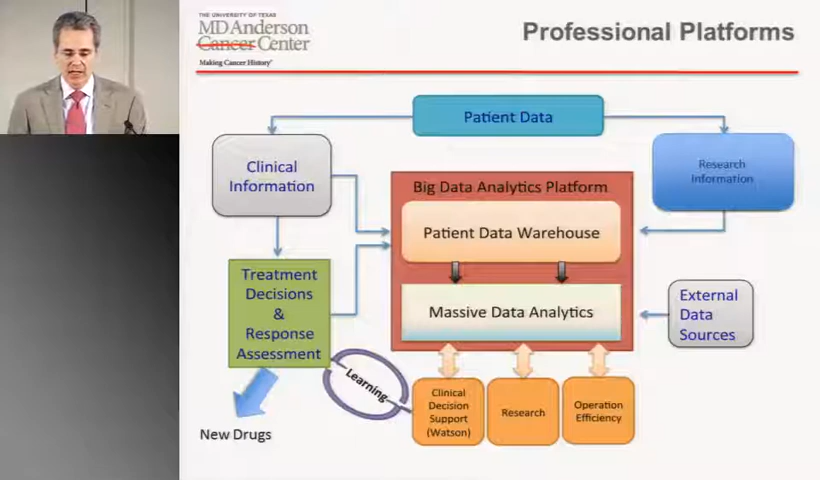 THE UNIVERSITY OF TEXAS
MD Anderson
Cancer Center
Making Cancer History®
Professional Platforms
Patient Data
Clinical
Information
Research
Information
Big Data Analytics Platform
Patient Data Warehouse
Massive Data Analytics
Treatment
Decisions
&
Response
Assessment
External
Data
Sources
Learning
Clinical
Decision
Support
(Watson)
Research
Operation
Efficiency
New Drugs